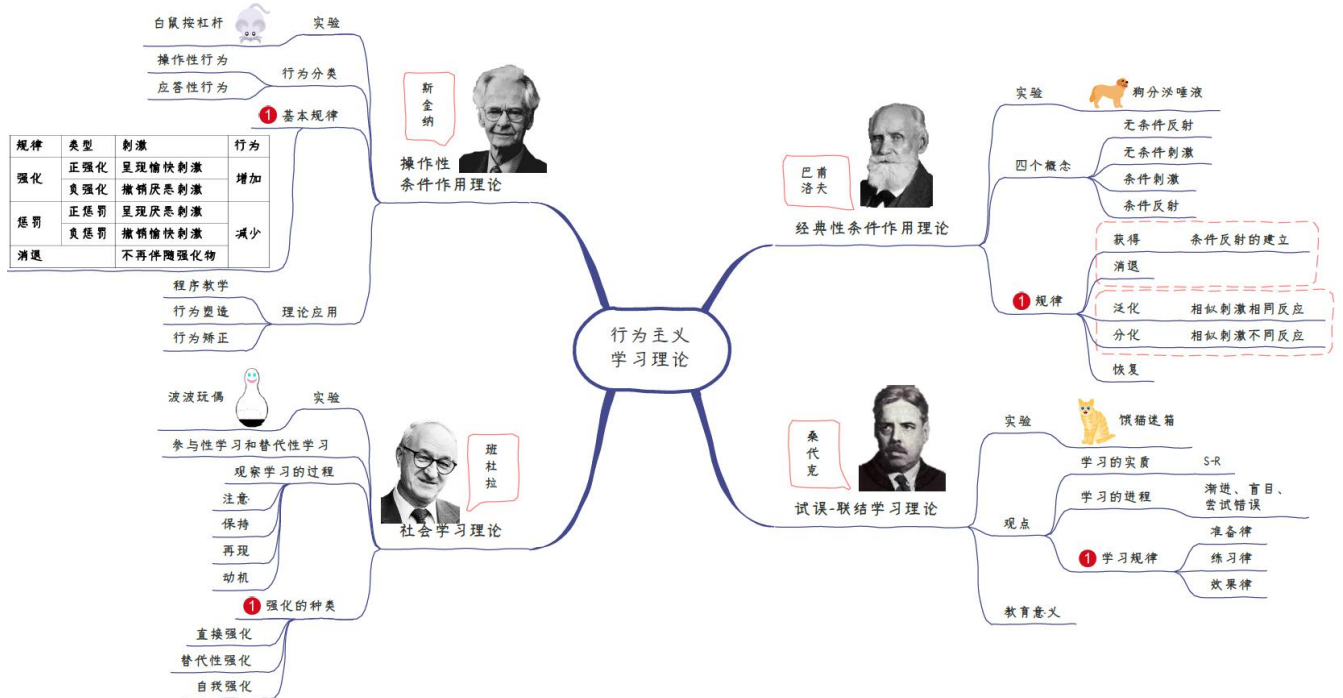 行为主义
学习理论
巴甫
洛夫
经典性条件作用理论
实验
狗分泌唾液
四个概念
无条件反射
无条件刺激
条件刺激
条件反射
1 规律
获得 条件反射的建立
消退
泛化 相似刺激相同反应
分化 相似刺激不同反应
恢复
桑
代
克
试误-联结学习理论
实验
饿猫迷箱
观点
学习的实质 S-R
学习的进程
渐进、盲目、
尝试错误
1 学习规律
准备律
练习律
效果律
教育意义
斯
金
纳
操作性
条件作用理论
实验
白鼠按杠杆
行为分类
操作性行为
应答性行为
1 基本规律
规律 类型 刺激 行为
强化 正强化 呈现愉快刺激 增加
负强化 撤销厌恶刺激
惩罚 正惩罚 呈现厌恶刺激 减少
负惩罚 撤销愉快刺激
消退 不再伴随强化物
理论应用
程序教学
行为塑造
行为矫正
班
杜
拉
社会学习理论
实验
波波玩偶
参与性学习和替代性学习
观察学习的过程
注意
保持
再现
动机
1 强化的种类
直接强化
替代性强化
自我强化